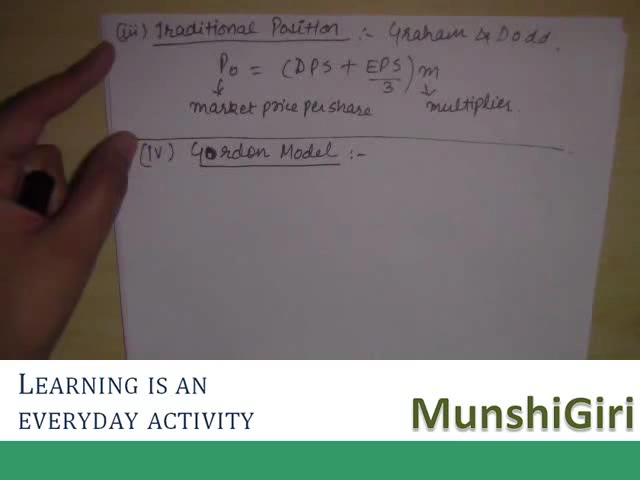 (iii) Traditional Position :- Graham & Dodd.
P0 = (DPS + EPS/3) m
market price per share multiplier.
(IV) Gordon Model :-
LEARNING IS AN
EVERYDAY ACTIVITY
MunshiGiri